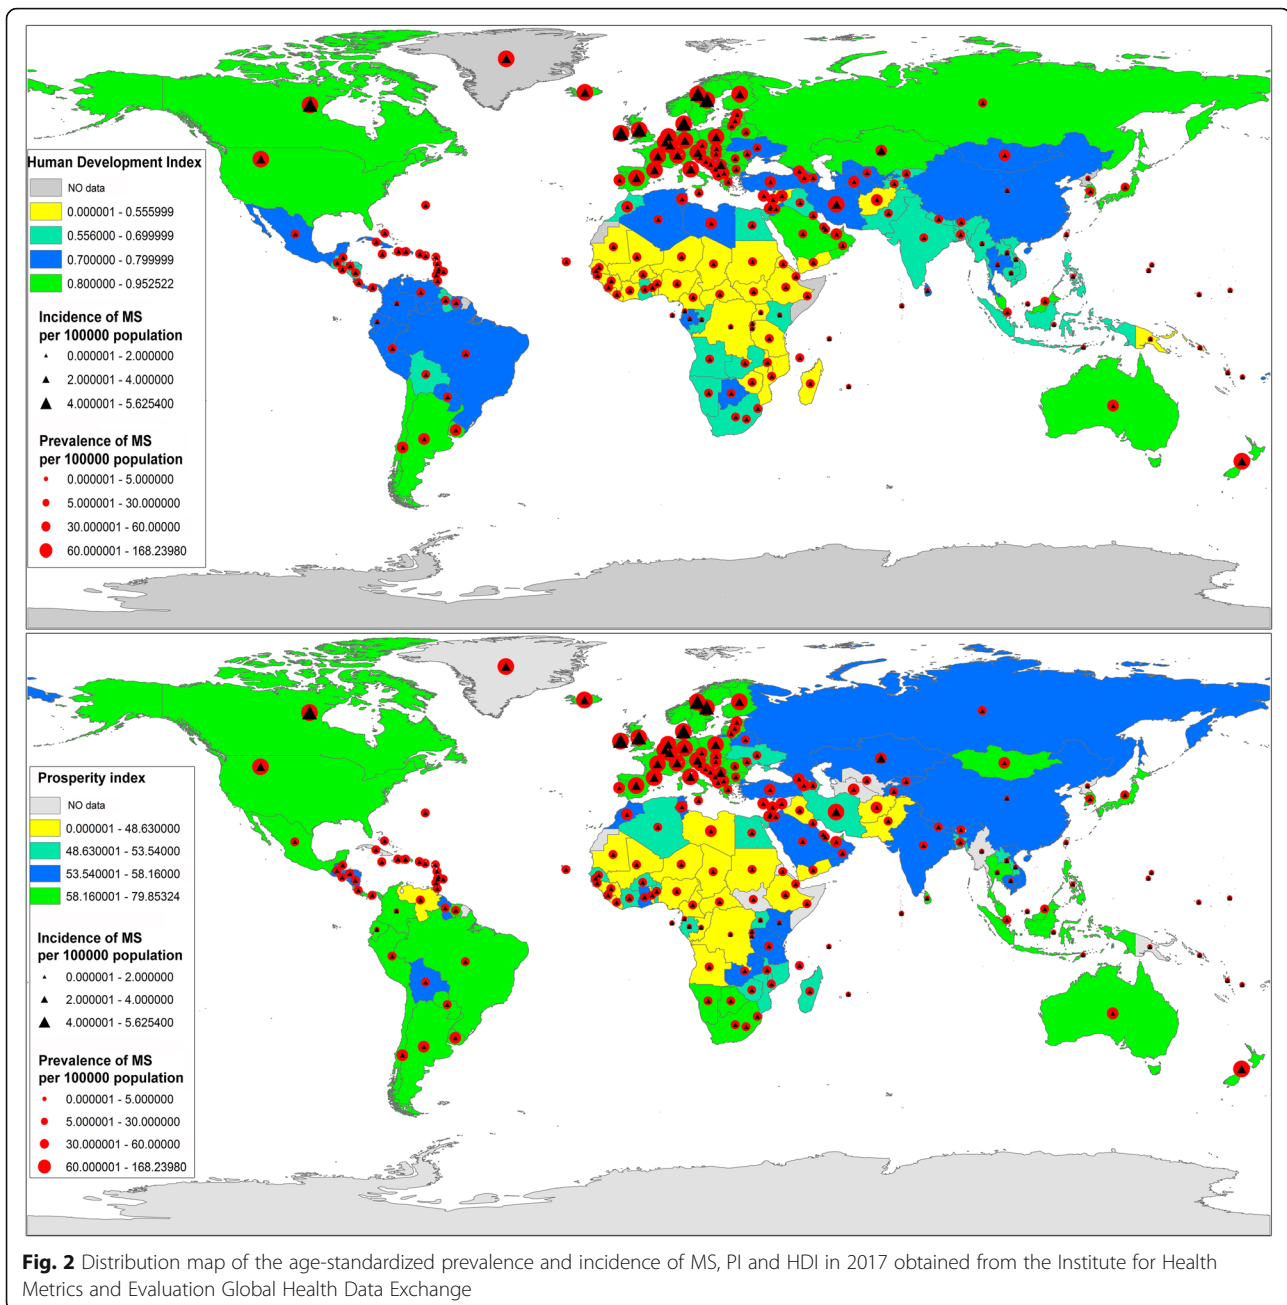 Human Development Index
NO data
0.000001 - 0.555999
0.556000 - 0.699999
0.700000 - 0.799999
0.800000 - 0.952522
Incidence of MS
per 100000 population
0.000001 - 2.000000
2.000001 - 4.000000
4.000001 - 5.625400
Prevalence of MS
per 100000 population
0.000001 - 5.000000
5.000001 - 30.000000
30.000001 - 60.00000
60.000001 - 168.23980
Prosperity index
NO data
0.000001 - 48.630000
48.630001 - 53.54000
53.540001 - 58.16000
58.160001 - 79.85324
Incidence of MS
per 100000 population
0.000001 - 2.000000
2.000001 - 4.000000
4.000001 - 5.625400
Prevalence of MS
per 100000 population
0.000001 - 5.000000
5.000001 - 30.000000
30.000001 - 60.00000
60.000001 - 168.23980
Fig. 2 Distribution map of the age-standardized prevalence and incidence of MS, PI and HDI in 2017 obtained from the Institute for Health
Metrics and Evaluation Global Health Data Exchange